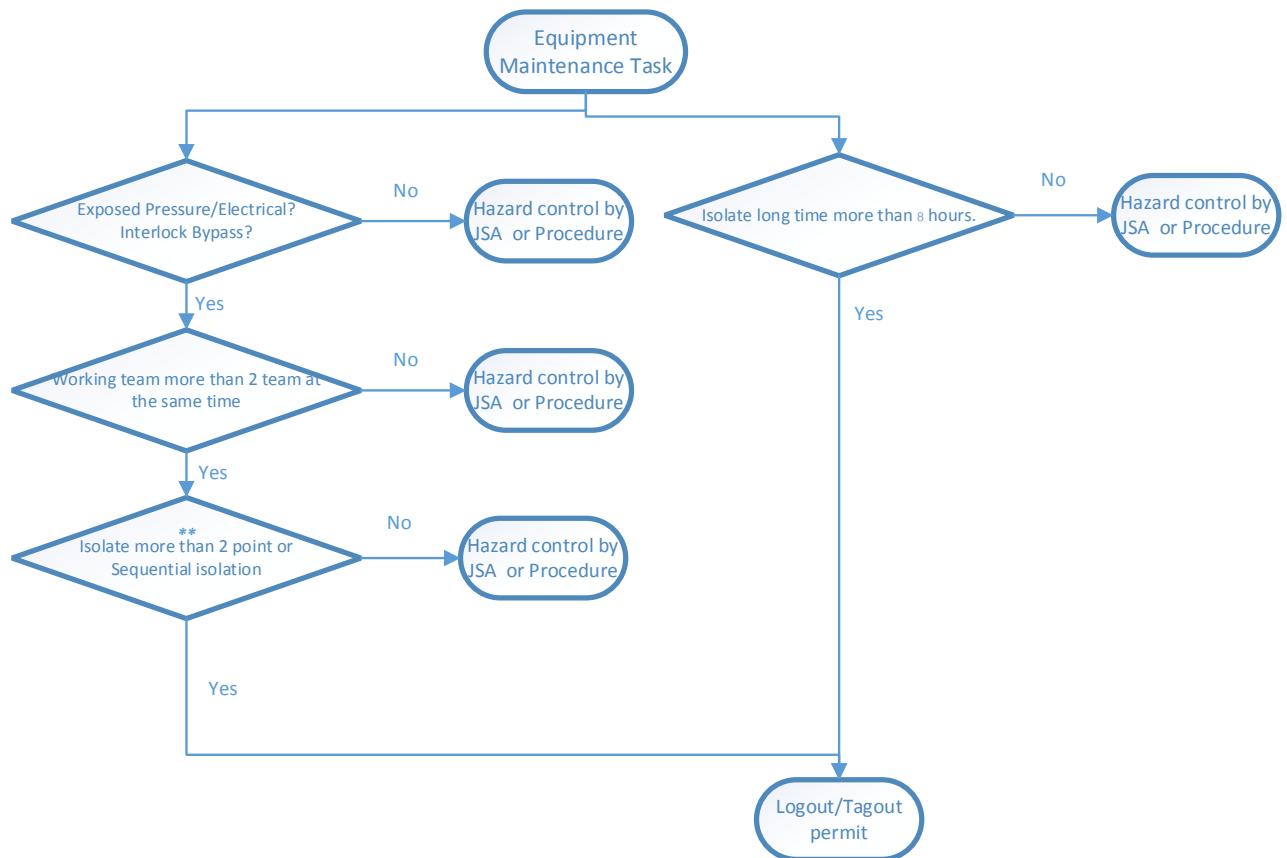 Equipment
Maintenance Task
Exposed Pressure/Electrical?
Interlock Bypass?
No
Hazard control by
JSA or Procedure
Isolate long time more than 8 hours.
No
Hazard control by
JSA or Procedure
Yes
Yes
Working team more than 2 team at
the same time
No
Hazard control by
JSA or Procedure
Yes
**
Isolate more than 2 point or
Sequential isolation
No
Hazard control by
JSA or Procedure
Yes
Logout/Tagout
permit